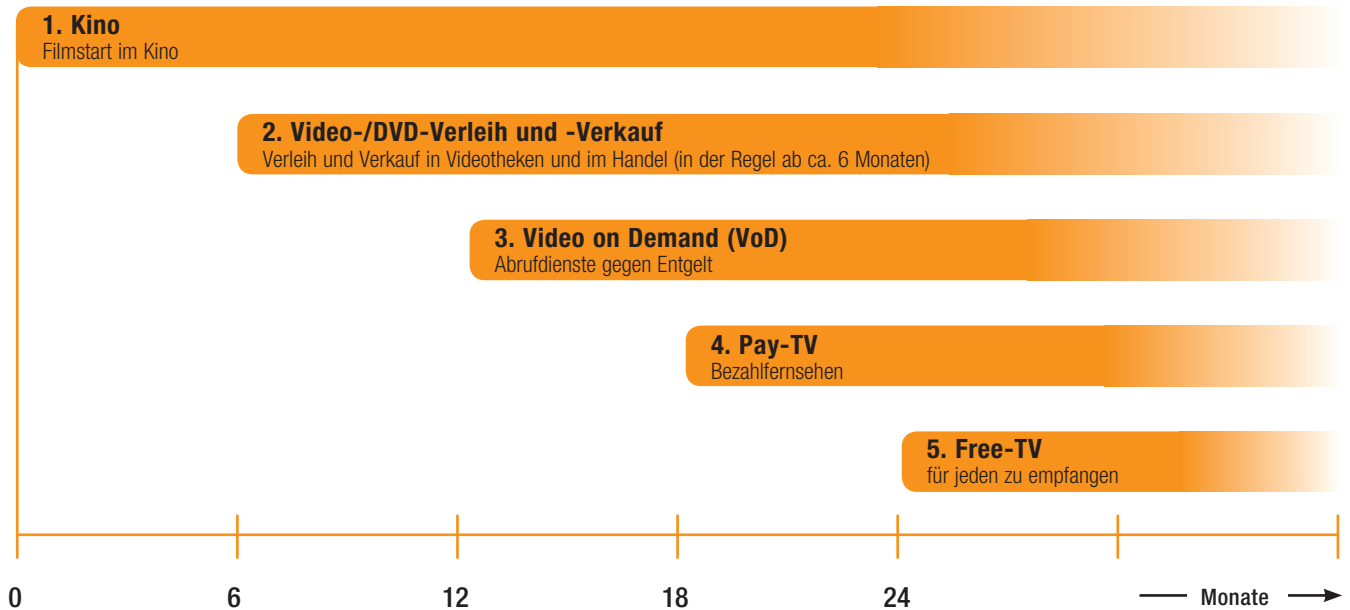 1. Kino
Filmstart im Kino
2. Video-/DVD-Verleih und -Verkauf
Verleih und Verkauf in Videotheken und im Handel (in der Regel ab ca. 6 Monaten)
3. Video on Demand (VoD)
Abrufdienste gegen Entgelt
4. Pay-TV
Bezahlfernsehen
5. Free-TV
für jeden zu empfangen
0 6 12 18 24 Monate